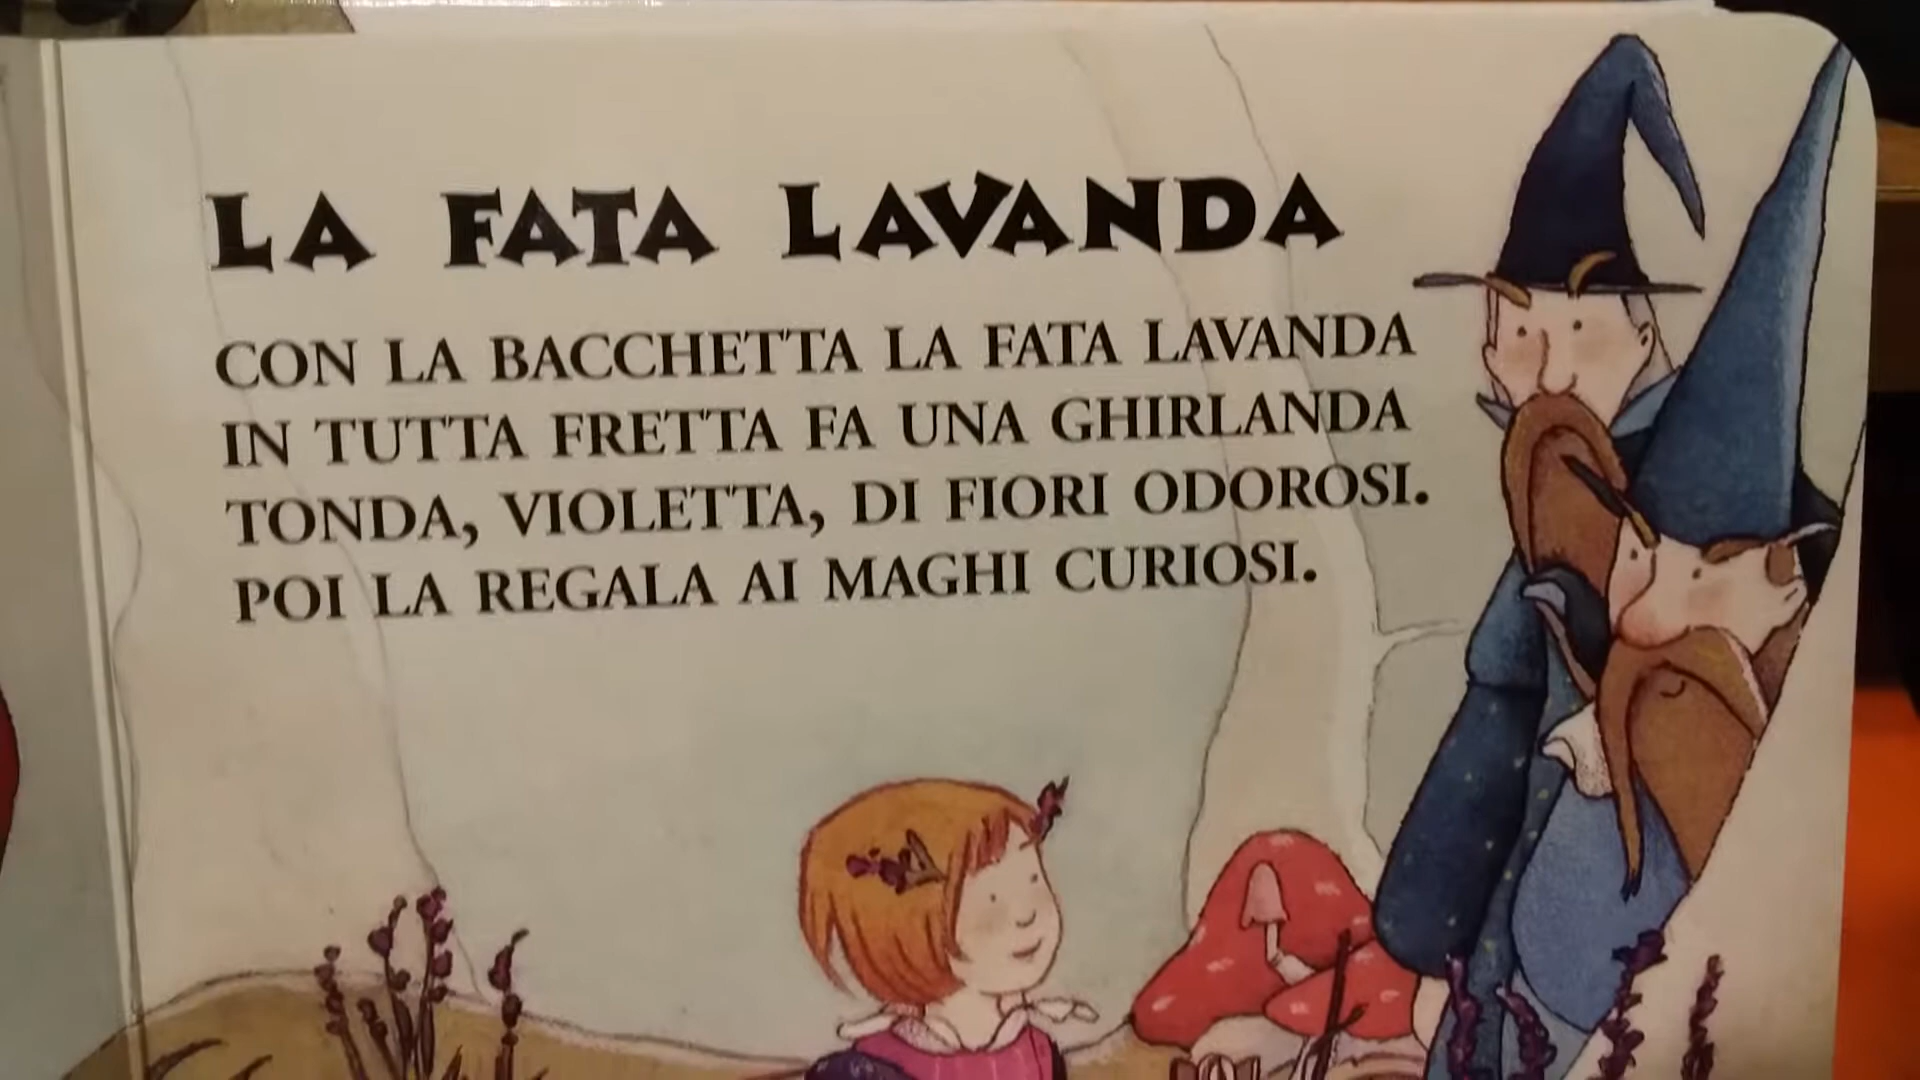 LA FATA LAVANDA
CON LA BACCHETTA LA FATA LAVANDA
IN TUTTA FRETTA FA UNA GHIRLANDA
TONDA, VIOLETTA, DI FIORI ODOROSI.
POI LA REGALA AI MAGHI CURIOSI.